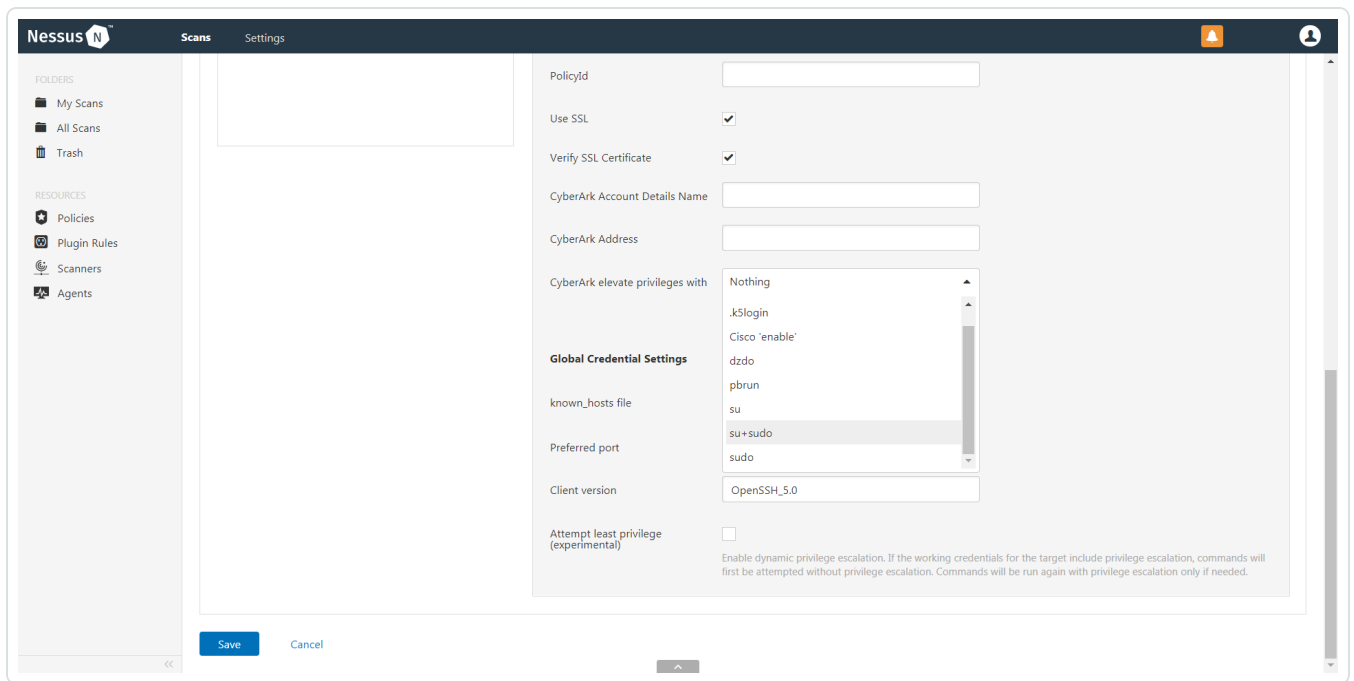 Nessus N ™
Scans
Settings
FOLDERS
My Scans
All Scans
Trash
RESOURCES
Policies
Plugin Rules
Scanners
Agents
PolicyId
Use SSL
Verify SSL Certificate
CyberArk Account Details Name
CyberArk Address
CyberArk elevate privileges with
Nothing
.k5login
Cisco 'enable'
dzdo
pbrun
su
su+sudo
sudo
Global Credential Settings
known_hosts file
Preferred port
Client version
OpenSSH_5.0
Attempt least privilege
(experimental)
Enable dynamic privilege escalation. If the working credentials for the target include privilege escalation, commands will
first be attempted without privilege escalation. Commands will be run again with privilege escalation only if needed.
Save
Cancel